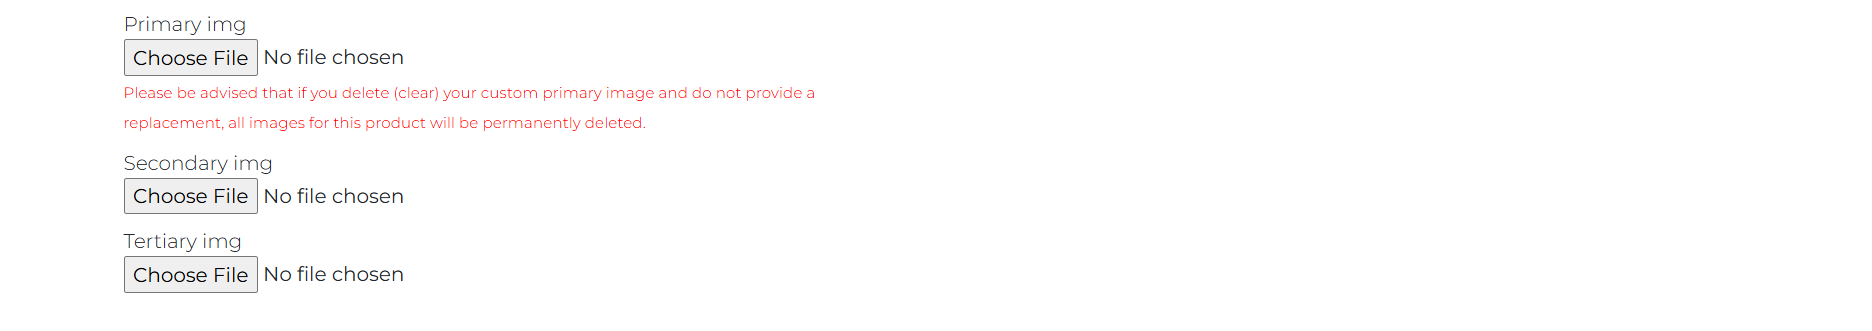 Primary img
Choose File No file chosen
Please be advised that if you delete (clear) your custom primary image and do not provide a
replacement, all images for this product will be permanently deleted.
Secondary img
Choose File No file chosen
Tertiary img
Choose File No file chosen